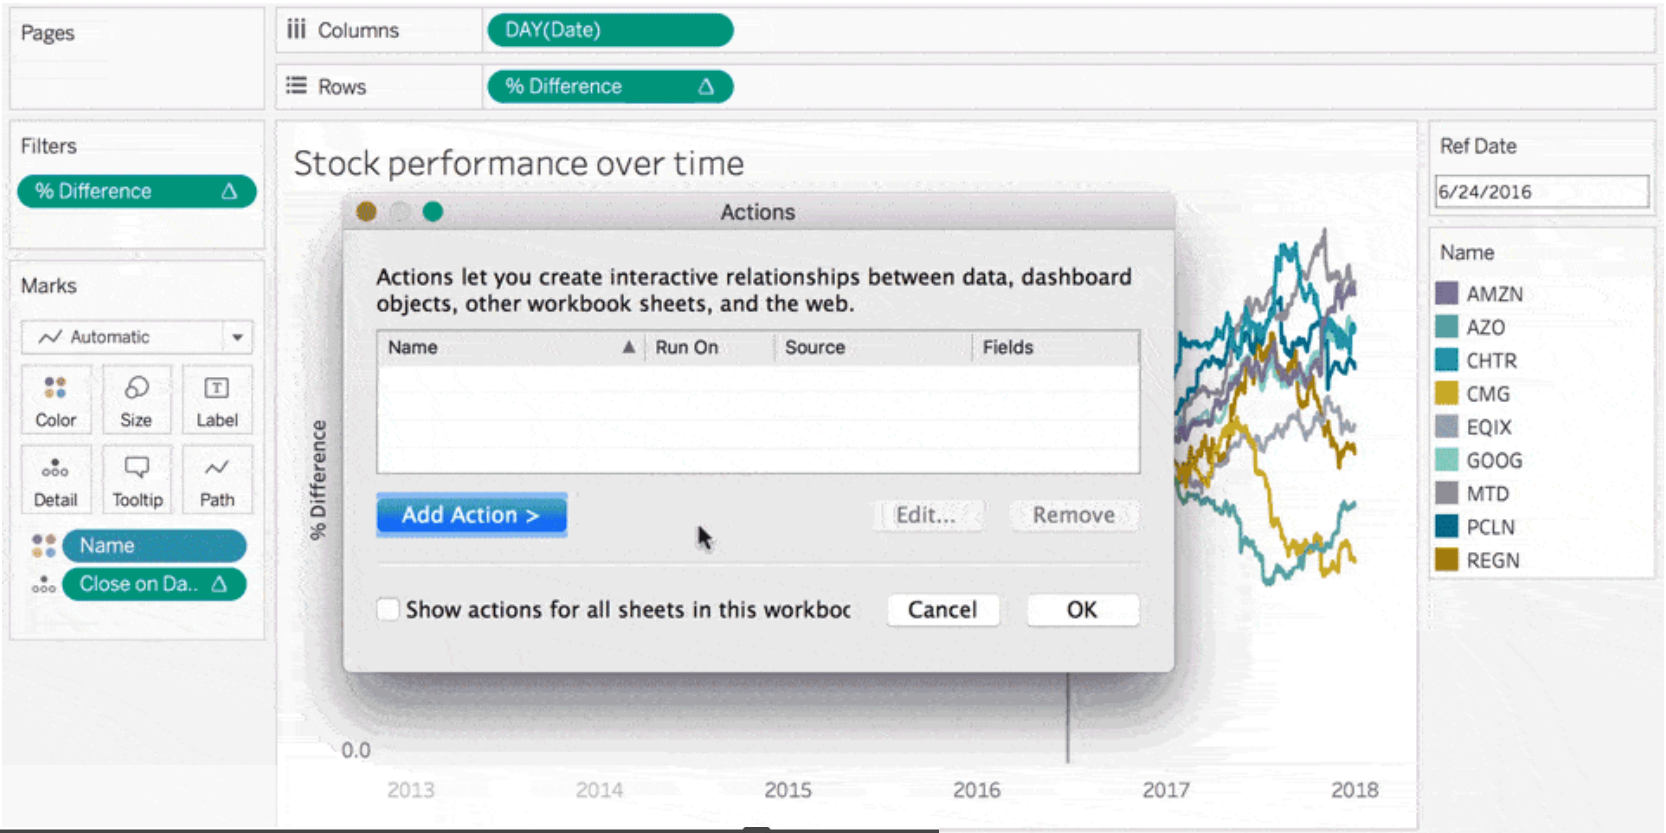 Pages
Columns
DAY(Date)
Rows
% Difference
Filters
% Difference
Marks
Automatic
Color
Size
Label
Detail
Tooltip
Path
Name
Close on Da..
Stock performance over time
Actions
Actions let you create interactive relationships between data, dashboard
objects, other workbook sheets, and the web.
Name
Run On
Source
Fields
Add Action >
Edit...
Remove
Show actions for all sheets in this workboo
Cancel
OK
% Difference
0.0
2013
2014
2015
2016
2017
2018
Ref Date
6/24/2016
Name
AMZN
AZO
CHTR
CMG
EQIX
GOOG
MTD
PCLN
REGN